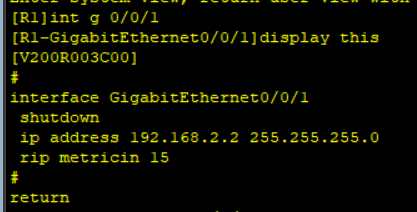 Enter system view, return user view with
[R1]int g 0/0/1
[R1-GigabitEthernet0/0/1]display this
[V200R003C00]
#
interface GigabitEthernet0/0/1
 shutdown
 ip address 192.168.2.2 255.255.255.0
 rip metricin 15
#
return